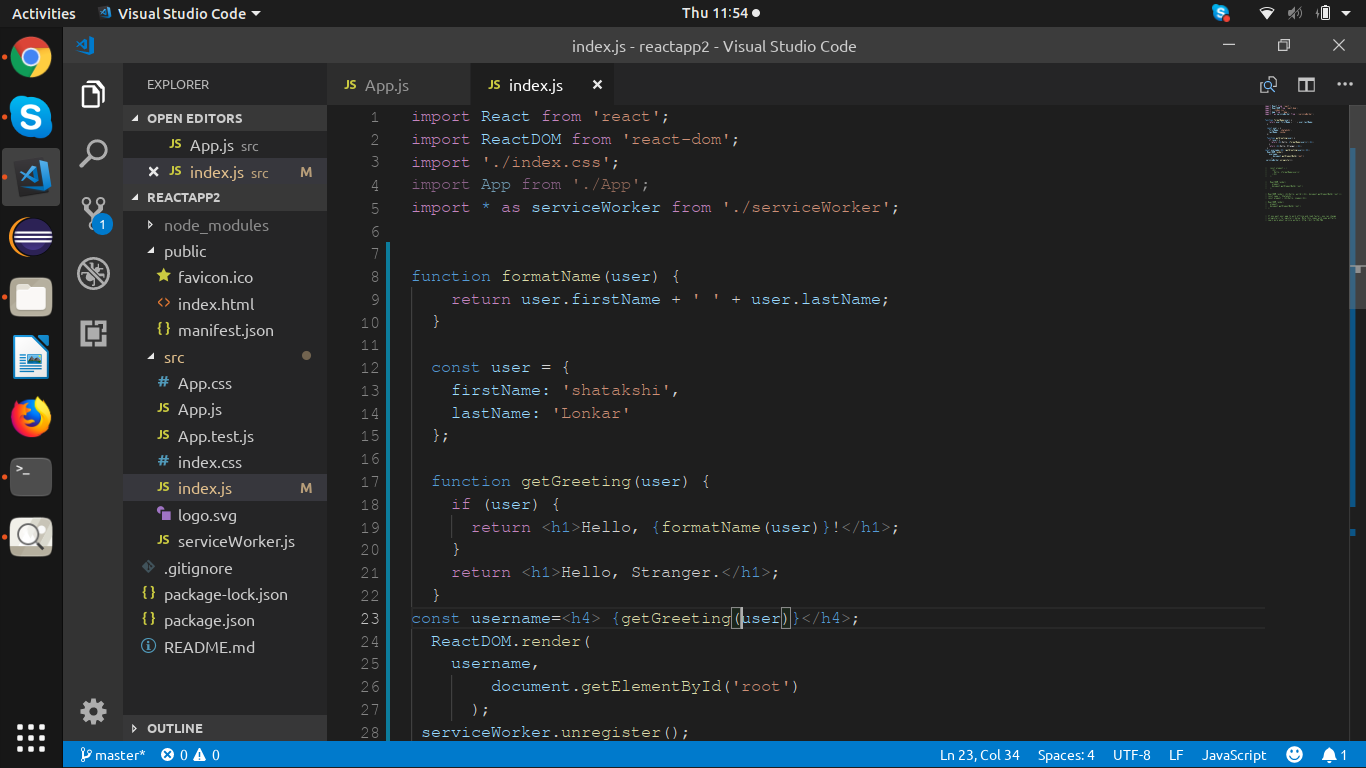 Activities Visual Studio Code Thu 11:54
index.js - reactapp2 - Visual Studio Code
EXPLORER
OPEN EDITORS
JS App.js src
JS index.js src M
REACTAPP2
node_modules
public
favicon.ico
<> index.html
{} manifest.json
src
# App.css
JS App.js
JS App.test.js
# index.css
JS index.js M
logo.svg
JS serviceWorker.js
.gitignore
{} package-lock.json
{} package.json
README.md
OUTLINE
1
JS App.js JS index.js
1 import React from 'react';
2 import ReactDOM from 'react-dom';
3 import './index.css';
4 import App from './App';
5 import * as serviceWorker from './serviceWorker';
6
7
8 function formatName(user) {
9 return user.firstName + ' ' + user.lastName;
10 }
11
12 const user = {
13 firstName: 'shatakshi',
14 lastName: 'Lonkar'
15 };
16
17 function getGreeting(user) {
18 if (user) {
19 return <h1>Hello, {formatName(user)}!</h1>;
20 }
21 return <h1>Hello, Stranger.</h1>;
22 }
23 const username=<h4> {getGreeting(user)}</h4>;
24 ReactDOM.render(
25 username,
26 document.getElementById('root')
27 );
28 serviceWorker.unregister();
master* 0 0 Ln 23, Col 34 Spaces: 4 UTF-8 LF JavaScript 1